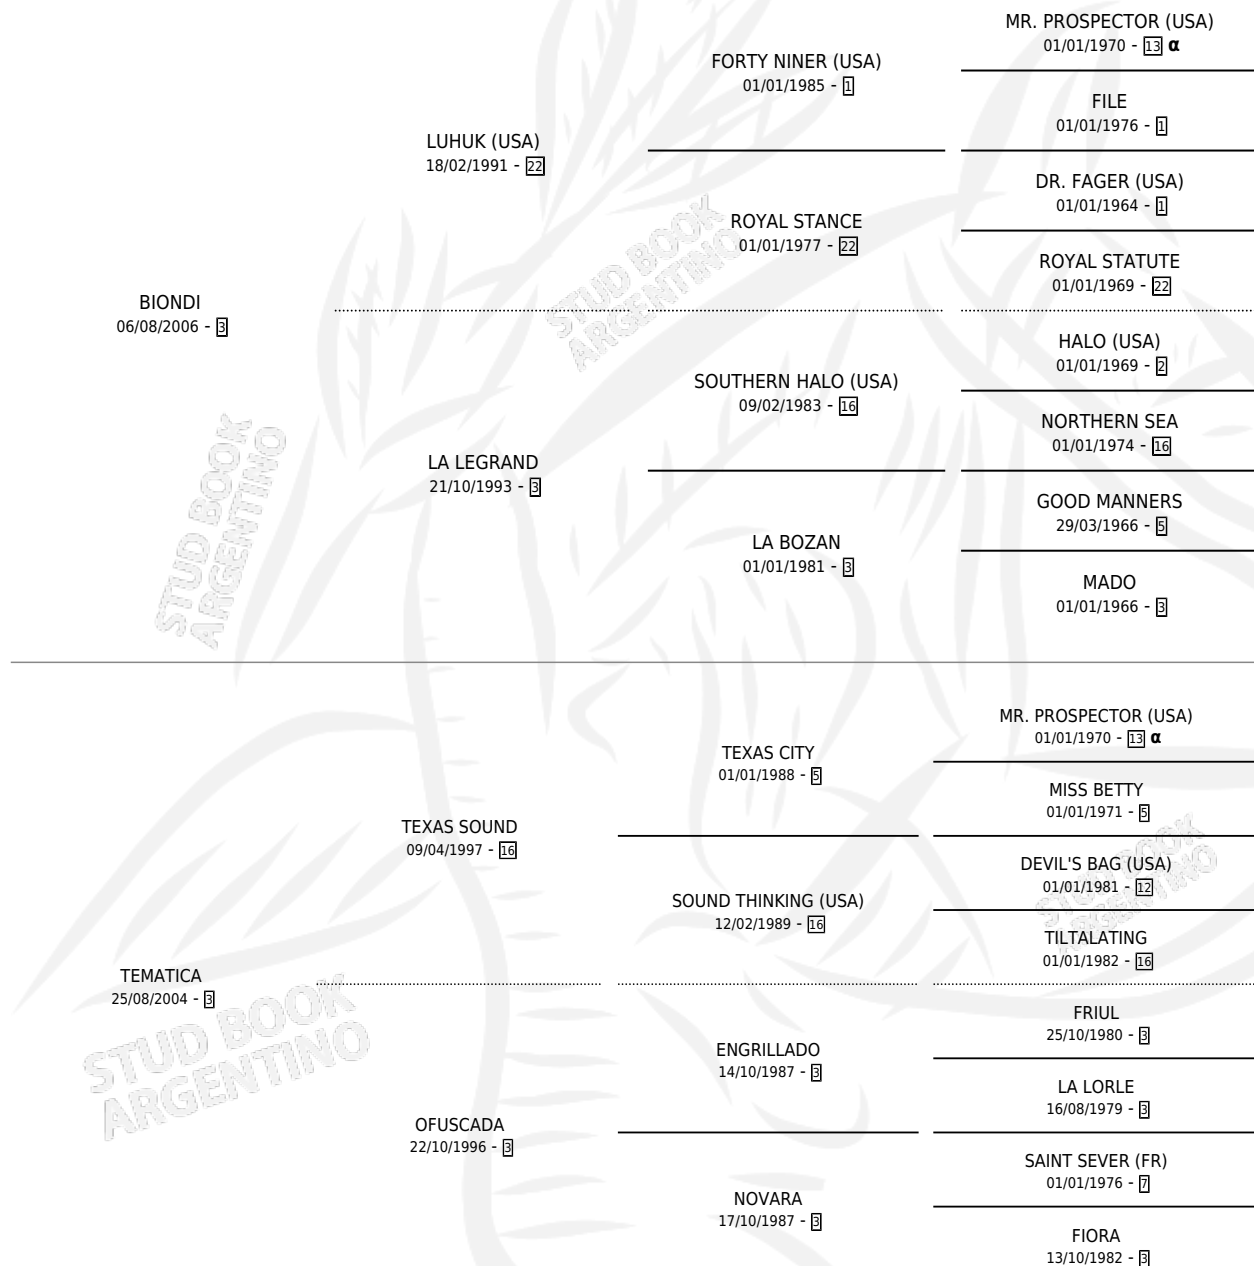 MR. PROSPECTOR (USA)
01/01/1970 - 13 α
FORTY NINER (USA)
01/01/1985 - 1
FILE
01/01/1976 - 1
LUHUK (USA)
18/02/1991 - 22
DR. FAGER (USA)
01/01/1964 - 1
ROYAL STANCE
01/01/1977 - 22
ROYAL STATUTE
01/01/1969 - 22
BIONDI
06/08/2006 - 3
HALO (USA)
01/01/1969 - 2
SOUTHERN HALO (USA)
09/02/1983 - 16
NORTHERN SEA
01/01/1974 - 16
LA LEGRAND
21/10/1993 - 3
GOOD MANNERS
29/03/1966 - 5
LA BOZAN
01/01/1981 - 3
MADO
01/01/1966 - 3
STUD BOOK
ARGENTINO
STUD BOOK
ARGENTINO
MR. PROSPECTOR (USA)
01/01/1970 - 13 α
TEXAS CITY
01/01/1988 - 5
MISS BETTY
01/01/1971 - 5
TEXAS SOUND
09/04/1997 - 16
DEVIL'S BAG (USA)
01/01/1981 - 12
SOUND THINKING (USA)
12/02/1989 - 16
TILTALATING
01/01/1982 - 16
TEMATICA
25/08/2004 - 3
FRIUL
25/10/1980 - 3
ENGRILLADO
14/10/1987 - 3
LA LORLE
16/08/1979 - 3
OFUSCADA
22/10/1996 - 3
SAINT SEVER (FR)
01/01/1976 - 7
NOVARA
17/10/1987 - 3
FIORA
13/10/1982 - 3
STUD BOOK
ARGENTINO
STUD BOOK
ARGENTINO